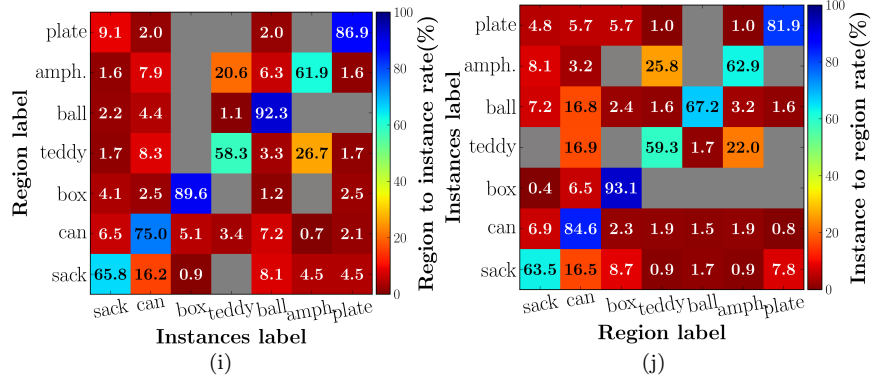 plate 9.1 2.0 2.0 86.9
amph. 1.6 7.9 20.6 6.3 61.9 1.6
ball 2.2 4.4 1.1 92.3
teddy 1.7 8.3 58.3 3.3 26.7 1.7
box 4.1 2.5 89.6 1.2 2.5
can 6.5 75.0 5.1 3.4 7.2 0.7 2.1
sack 65.8 16.2 0.9 8.1 4.5 4.5
sack can box teddy ball amph. plate
Region label
Instances label
100
80
60
40
20
0
Region to instance rate(%)
(i)
plate 4.8 5.7 5.7 1.0 1.0 81.9
amph. 8.1 3.2 25.8 62.9
ball 7.2 16.8 2.4 1.6 67.2 3.2 1.6
teddy 16.9 59.3 1.7 22.0
box 0.4 6.5 93.1
can 6.9 84.6 2.3 1.9 1.5 1.9 0.8
sack 63.5 16.5 8.7 0.9 1.7 0.9 7.8
sack can box teddy ball amph. plate
Instances label
Region label
100
80
60
40
20
0
Instance to region rate(%)
(j)